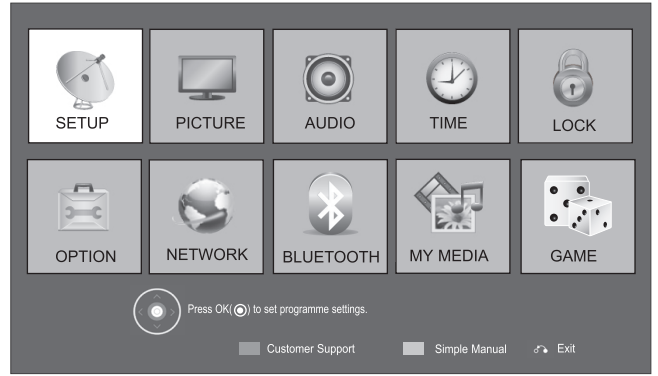 SETUP PICTURE AUDIO TIME LOCK
OPTION NETWORK BLUETOOTH MY MEDIA GAME
Press OK(◉) to set programme settings.
Customer Support Simple Manual Exit